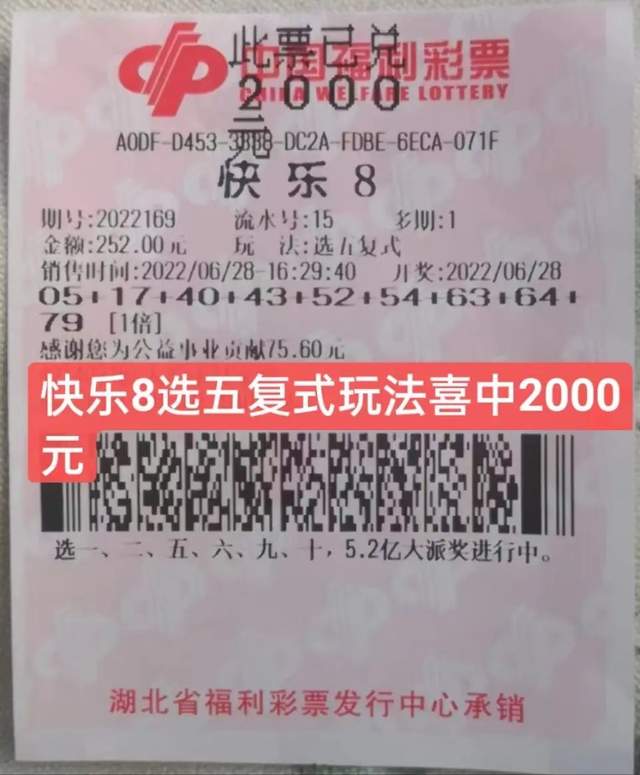 此票已兑
中国福利彩票
2000
CHINA WELFARE LOTTERY
元
A0DF-D453-3B88-DC2A-FDBE-6ECA-071F
快乐8
期号:2022169 流水号:15 多期:1
金额:252.00元 玩 法:选五复式
销售时间:2022/06/28-16:29:40 开奖:2022/06/28
05+17+40+43+52+54+63+64+
79 [1倍]
感谢您为公益事业贡献75.60元
快乐8选五复式玩法喜中2000
元
选一、二、五、六、九、十，5.2亿大派奖进行中。
湖北省福利彩票发行中心承销